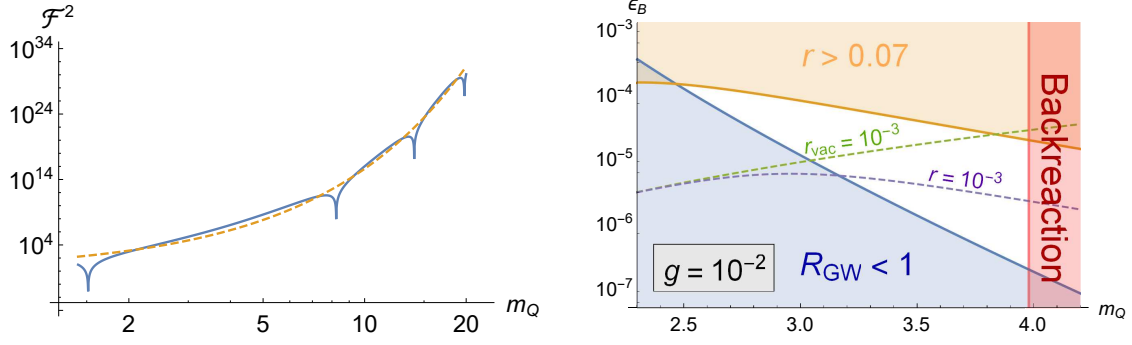 ℱ²
10³⁴
10²⁴
10¹⁴
10⁴
2
5
10
20
m_Q
ϵ_B
10⁻³
10⁻⁴
10⁻⁵
10⁻⁶
10⁻⁷
r > 0.07
r_vac = 10⁻³
r = 10⁻³
g = 10⁻²
R_GW < 1
Backreaction
2.5
3.0
3.5
4.0
m_Q